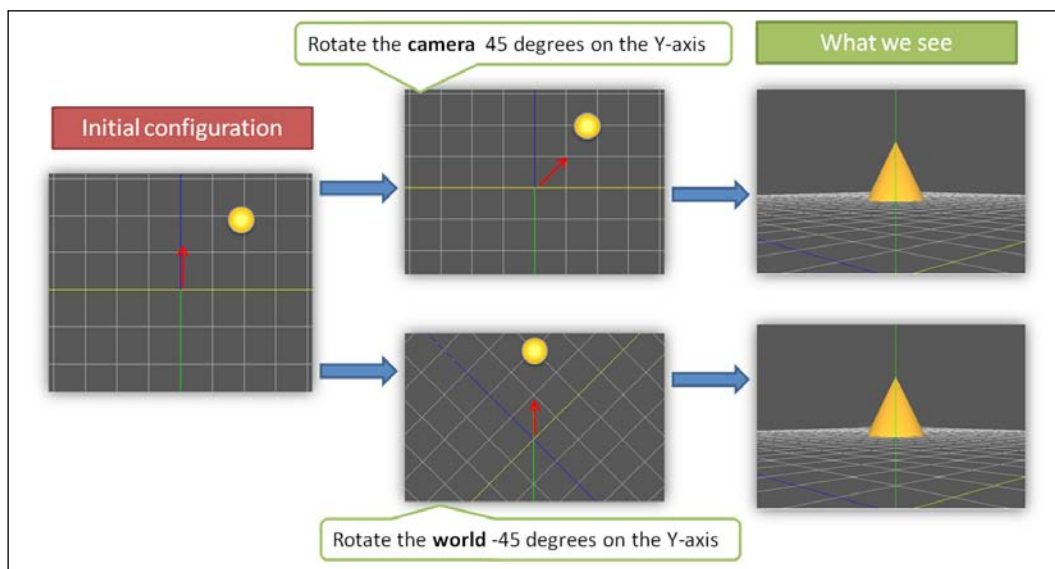 Rotate the camera 45 degrees on the Y-axis
What we see
Initial configuration
Rotate the world -45 degrees on the Y-axis